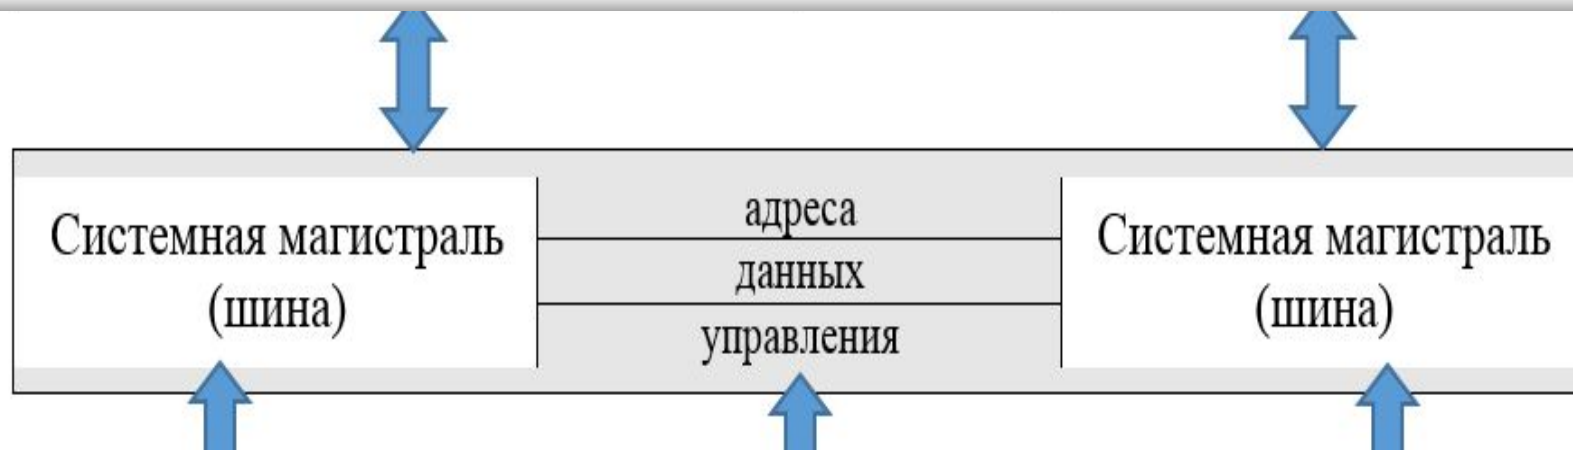 Системная магистраль
(шина)
адреса
данных
управления
Системная магистраль
(шина)